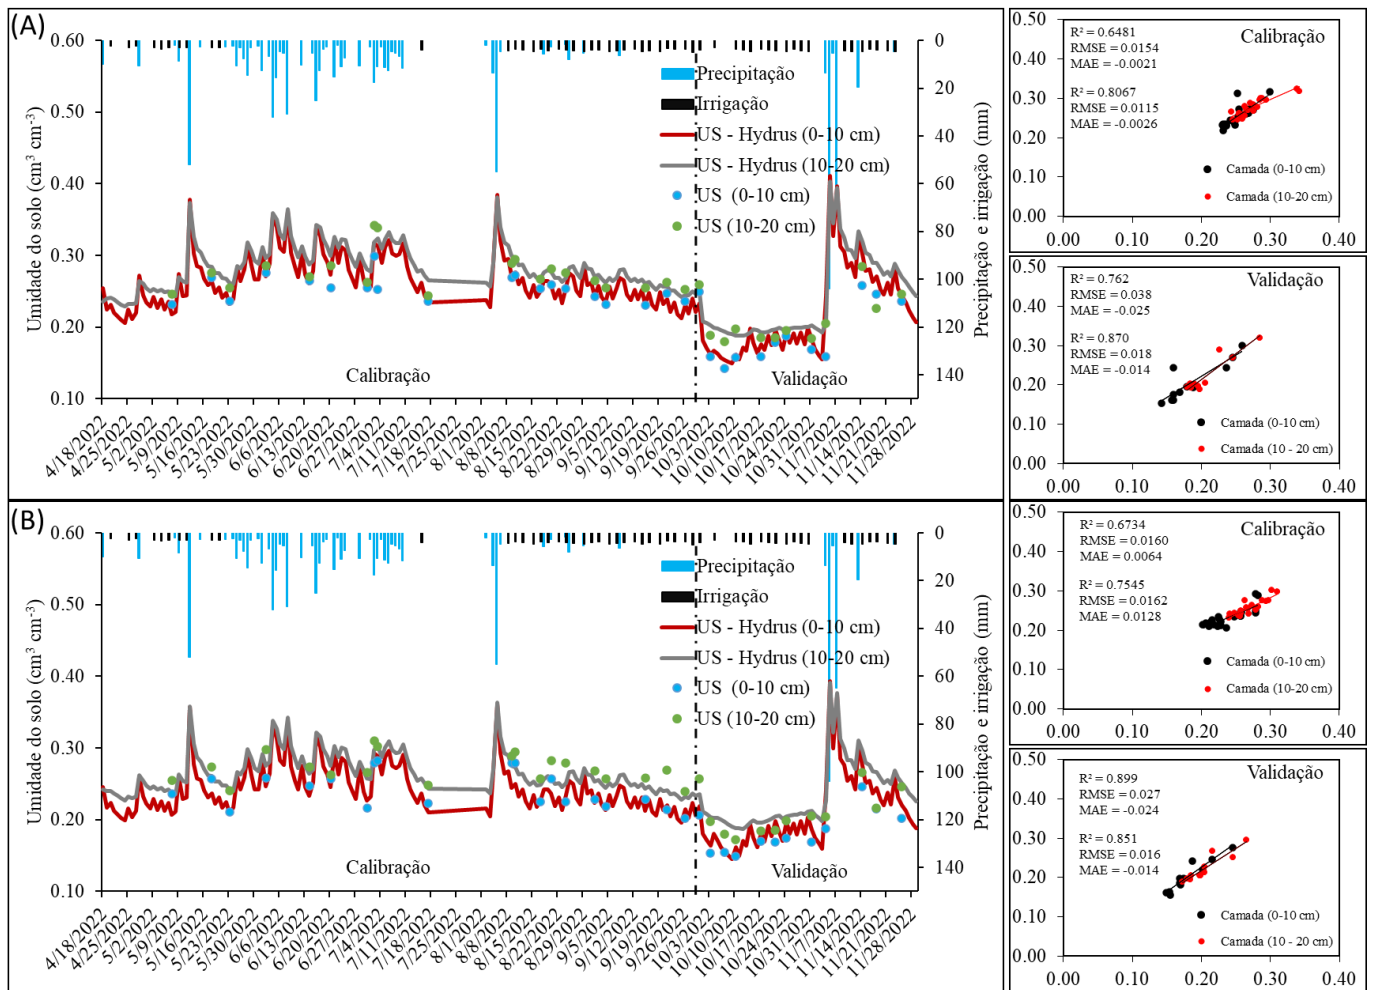 (A)
0.60
0.50
0.40
0.30
0.20
0.10
Umidade do solo (cm³ cm⁻³)
0
20
40
60
80
100
120
140
Precipitação e irrigação (mm)
Precipitação
Irrigação
US - Hydrus (0-10 cm)
US - Hydrus (10-20 cm)
US (0-10 cm)
US (10-20 cm)
Calibração
Validação
4/18/2022
4/25/2022
5/2/2022
5/9/2022
5/16/2022
5/23/2022
5/30/2022
6/6/2022
6/13/2022
6/20/2022
6/27/2022
7/4/2022
7/11/2022
7/18/2022
7/25/2022
8/1/2022
8/8/2022
8/15/2022
8/22/2022
8/29/2022
9/5/2022
9/12/2022
9/19/2022
9/26/2022
10/3/2022
10/10/2022
10/17/2022
10/24/2022
10/31/2022
11/7/2022
11/14/2022
11/21/2022
11/28/2022
0.50
0.40
0.30
0.20
0.10
0.00
R² = 0.6481
RMSE = 0.0154
MAE = -0.0021
R² = 0.8067
RMSE = 0.0115
MAE = -0.0026
Calibração
Camada (0-10 cm)
Camada (10-20 cm)
0.00 0.10 0.20 0.30 0.40
0.50
0.40
0.30
0.20
0.10
0.00
R² = 0.762
RMSE = 0.038
MAE = -0.025
R² = 0.870
RMSE = 0.018
MAE = -0.014
Validação
Camada (0-10 cm)
Camada (10 - 20 cm)
0.00 0.10 0.20 0.30 0.40
(B)
0.60
0.50
0.40
0.30
0.20
0.10
Umidade do solo (cm³ cm⁻³)
0
20
40
60
80
100
120
140
Precipitação e irrigação (mm)
Precipitação
Irrigação
US - Hydrus (0-10 cm)
US - Hydrus (10-20 cm)
US (0-10 cm)
US (10-20 cm)
Calibração
Validação
4/18/2022
4/25/2022
5/2/2022
5/9/2022
5/16/2022
5/23/2022
5/30/2022
6/6/2022
6/13/2022
6/20/2022
6/27/2022
7/4/2022
7/11/2022
7/18/2022
7/25/2022
8/1/2022
8/8/2022
8/15/2022
8/22/2022
8/29/2022
9/5/2022
9/12/2022
9/19/2022
9/26/2022
10/3/2022
10/10/2022
10/17/2022
10/24/2022
10/31/2022
11/7/2022
11/14/2022
11/21/2022
11/28/2022
0.50
0.40
0.30
0.20
0.10
0.00
R² = 0.6734
RMSE = 0.0160
MAE = 0.0064
R² = 0.7545
RMSE = 0.0162
MAE = 0.0128
Calibração
Camada (0-10 cm)
Camada (10-20 cm)
0.00 0.10 0.20 0.30 0.40
0.50
0.40
0.30
0.20
0.10
0.00
R² = 0.899
RMSE = 0.027
MAE = -0.024
R² = 0.851
RMSE = 0.016
MAE = -0.014
Validação
Camada (0-10 cm)
Camada (10 - 20 cm)
0.00 0.10 0.20 0.30 0.40